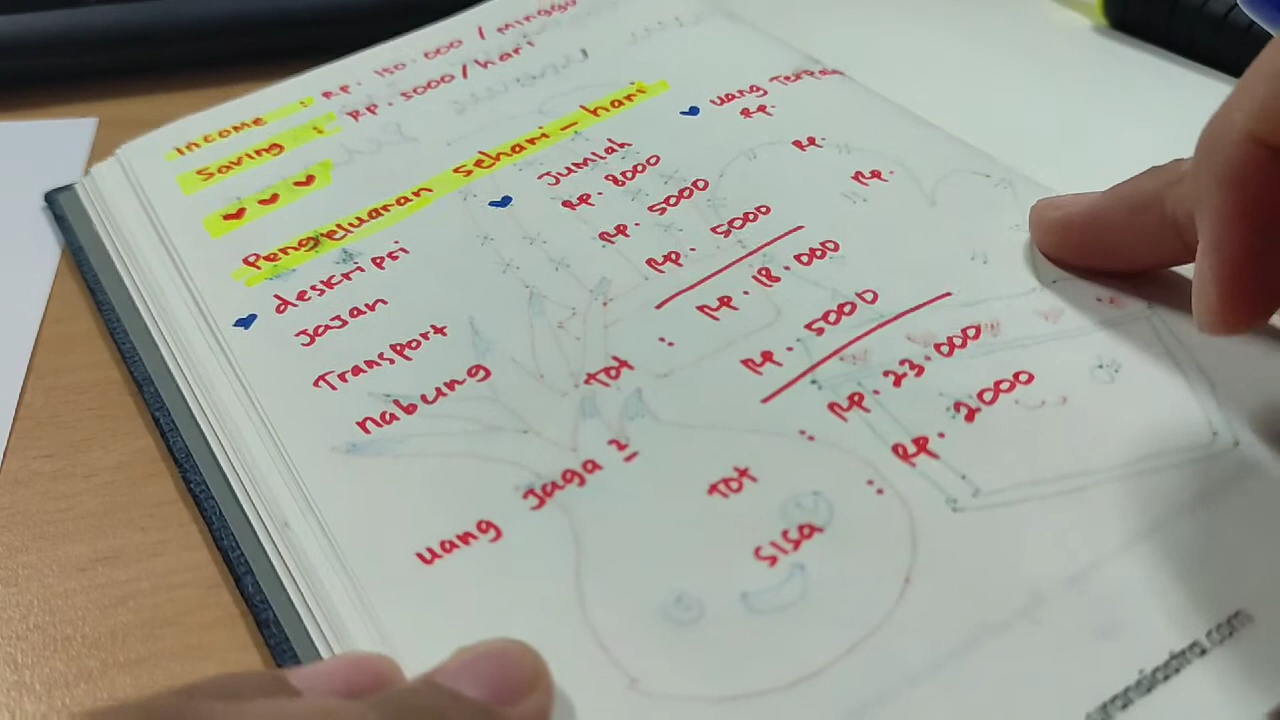 Income : Rp. 150.000 / minggu
Saving : Rp. 5000/hari
Pengeluaran sehari-hari
deskripsi Jumlah uang Terpakai
Jajan Rp. 8000 Rp.
Transport Rp. 5000 Rp.
nabung Rp. 5000 Rp.
Tot : Rp. 18.000
uang Jaga2 Rp. 5000
Tot : Rp. 23.000
Sisa : Rp. 2000